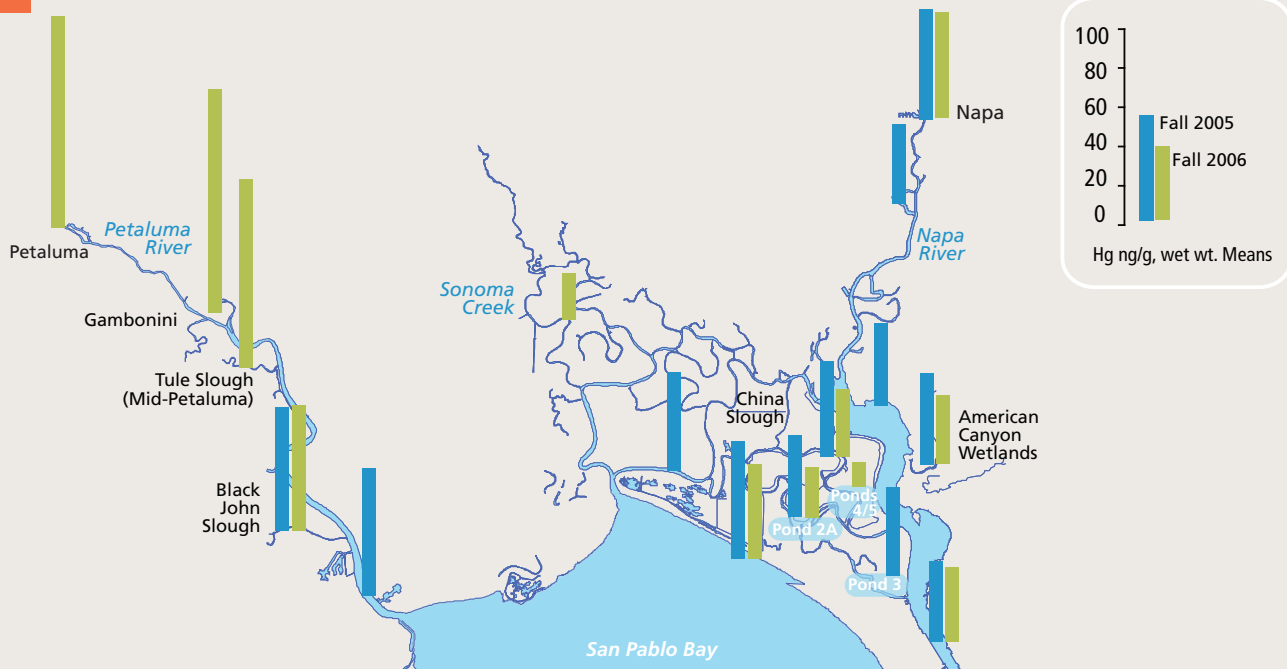 Petaluma
Petaluma
River
Gambonini
Tule Slough
(Mid-Petaluma)
Black
John
Slough
Sonoma
Creek
San Pablo Bay
China
Slough
Pond 2A
Ponds
4/5
Pond 3
Napa
Napa
River
American
Canyon
Wetlands
100
80
60
40
20
0
Fall 2005
Fall 2006
Hg ng/g, wet wt. Means